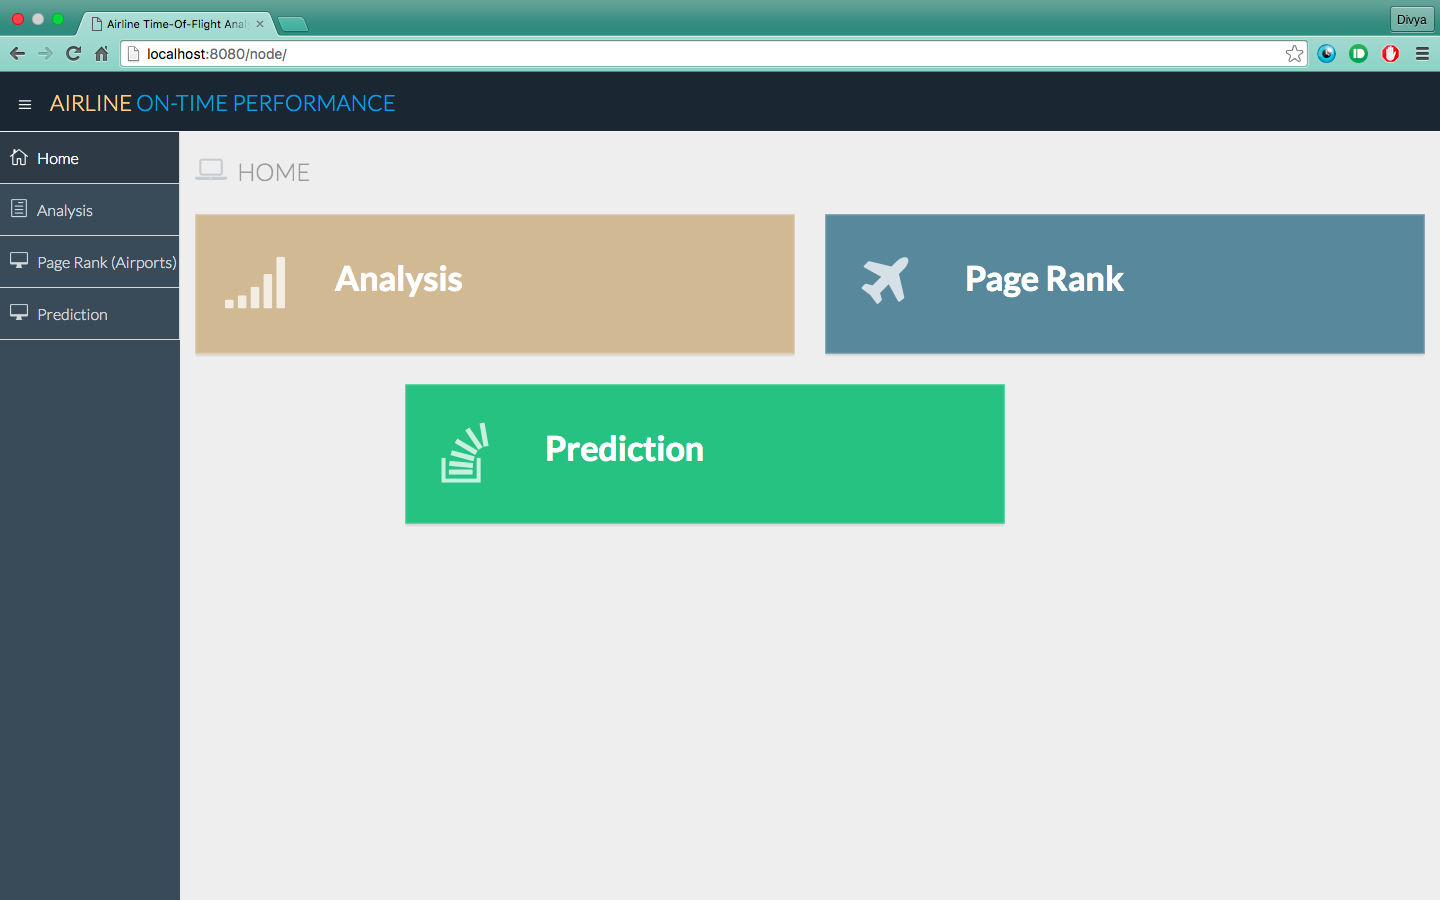 Airline Time-Of-Flight Anal
Divya
localhost:8080/node/
AIRLINE ON-TIME PERFORMANCE
Home
Analysis
Page Rank (Airports)
Prediction
HOME
Analysis
Page Rank
Prediction